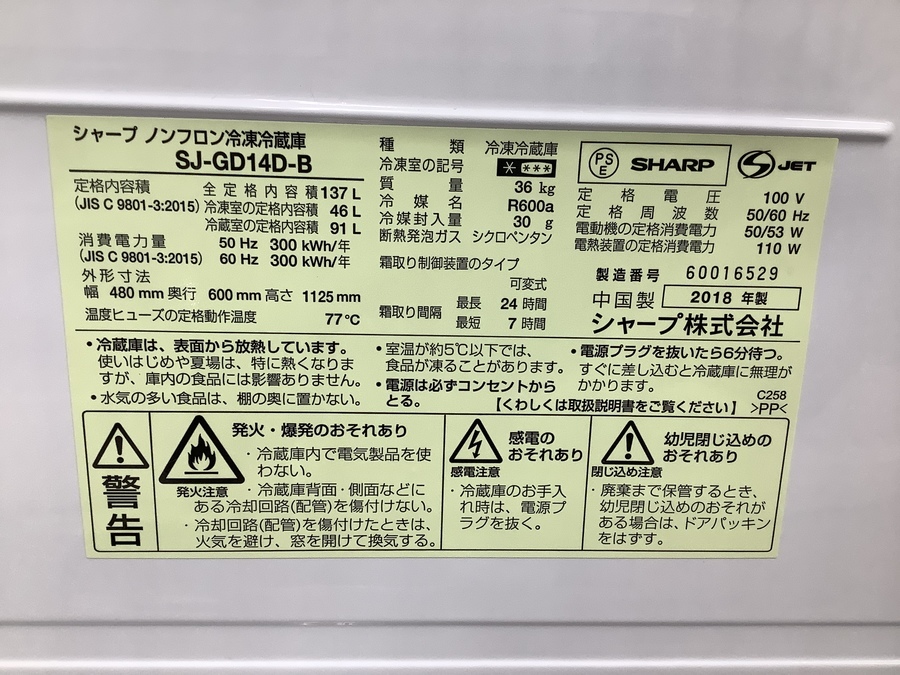 シャープ ノンフロン冷凍冷蔵庫
SJ-GD14D-B
定格内容積
(JIS C 9801-3:2015)
全定格内容積 137 L
冷凍室の定格内容積 46 L
冷蔵室の定格内容積 91 L
消費電力量
(JIS C 9801-3:2015)
50 Hz 300 kWh/年
60 Hz 300 kWh/年
外形寸法
幅 480 mm 奥行 600 mm 高さ 1125 mm
温度ヒューズの定格動作温度 77℃
種類 冷凍冷蔵庫
冷凍室の記号 * ***
質量 36 kg
冷媒名 R600a
冷媒封入量 30 g
断熱発泡ガス シクロペンタン
霜取り制御装置のタイプ
可変式
霜取り間隔
最長 24 時間
最短 7 時間
PSE SHARP
S JET
定格電圧 100 V
定格周波数 50/60 Hz
電動機の定格消費電力 50/53 W
電熱装置の定格消費電力 110 W
製造番号 60016529
中国製 2018 年製
シャープ株式会社
・冷蔵庫は、表面から放熱しています。
使いはじめや夏場は、特に熱くなりま
すが、庫内の食品には影響ありません。
・水気の多い食品は、棚の奥に置かない。
・室温が約5℃以下では、
食品が凍ることがあります。
・電源は必ずコンセントから
とる。
・電源プラグを抜いたら6分待つ。
すぐに差し込むと冷蔵庫に無理が
かかります。
【くわしくは取扱説明書をご覧ください】
C258
>PP<
警告
発火・爆発のおそれあり
発火注意
・冷蔵庫内で電気製品を使
わない。
・冷蔵庫背面・側面などに
ある冷却回路(配管)を傷付けない。
・冷却回路(配管)を傷付けたときは、
火気を避け、窓を開けて換気する。
感電の
おそれあり
感電注意
・冷蔵庫のお手入
れ時は、電源プ
ラグを抜く。
幼児閉じ込めの
おそれあり
閉じ込め注意
・廃棄まで保管するとき、
幼児閉じ込めのおそれが
ある場合は、ドアパッキン
をはずす。